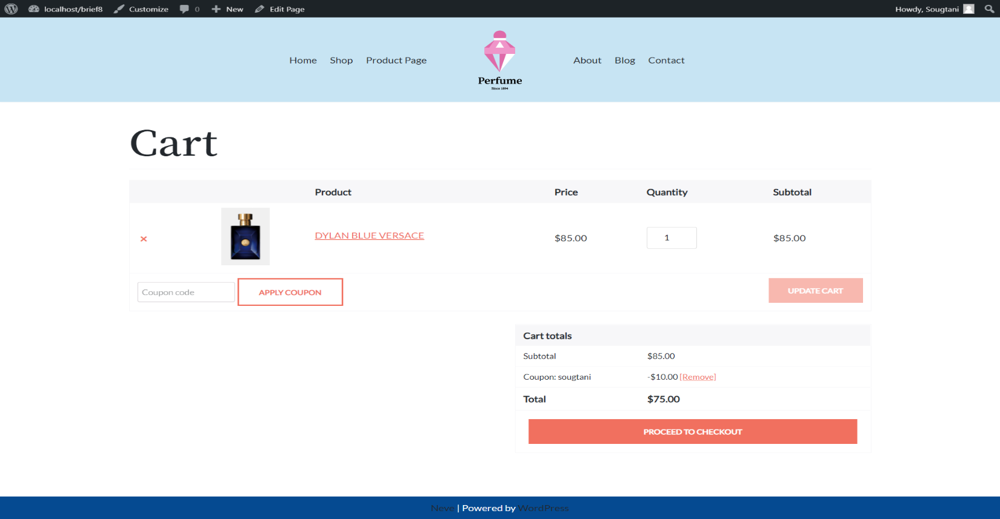 localhost/brief8 Customize 0 New Edit Page Howdy, Sougtani
Home Shop Product Page About Blog Contact
Perfume
Since 1894
Cart
Product Price Quantity Subtotal
× DYLAN BLUE VERSACE $85.00 1 $85.00
Coupon code APPLY COUPON UPDATE CART
Cart totals
Subtotal $85.00
Coupon: sougtani -$10.00 [Remove]
Total $75.00
PROCEED TO CHECKOUT
Neve | Powered by WordPress